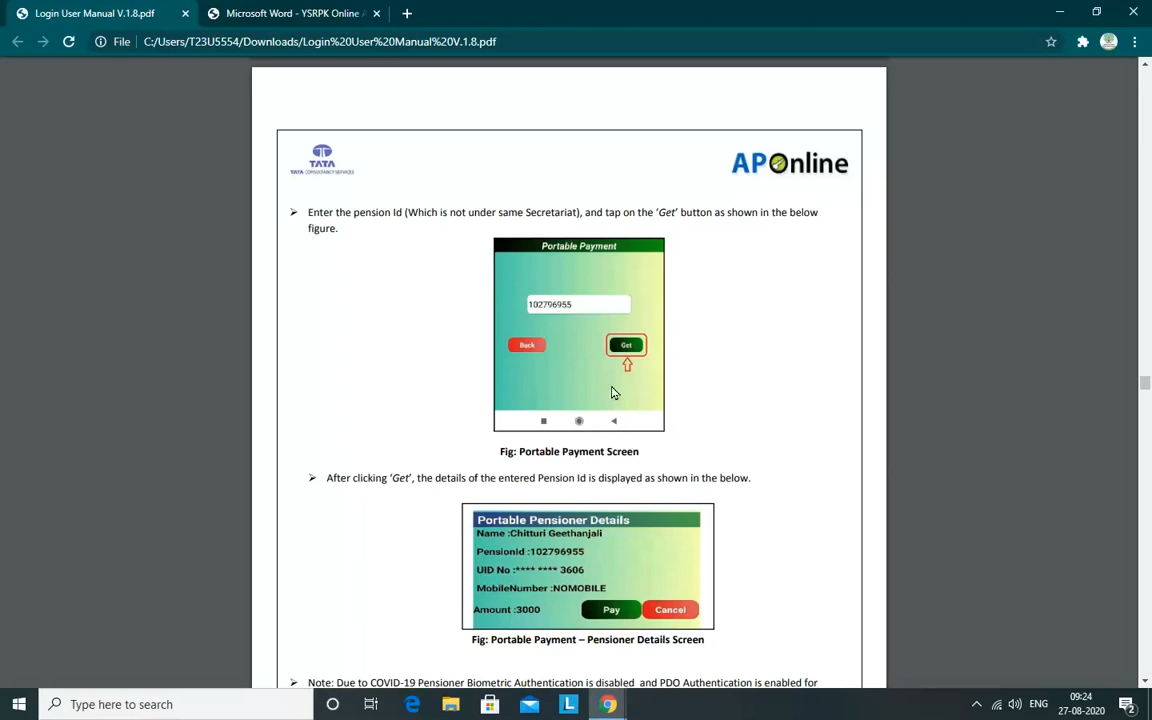 Login User Manual V.1.8.pdf
Microsoft Word - YSRPK Online
File
C:/Users/T23U5554/Downloads/Login%20User%20Manual%20V.1.8.pdf
TATA
TATA CONSULTANCY SERVICES
APOnline
Enter the pension Id (Which is not under same Secretariat), and tap on the ‘Get’ button as shown in the below
figure.
Portable Payment
102796955
Back
Get
Fig: Portable Payment Screen
After clicking ‘Get’, the details of the entered Pension Id is displayed as shown in the below.
Portable Pensioner Details
Name :Chitturi Geethanjali
PensionId :102796955
UID No :**** **** 3606
MobileNumber :NOMOBILE
Amount :3000
Pay
Cancel
Fig: Portable Payment – Pensioner Details Screen
Note: Due to COVID-19 Pensioner Biometric Authentication is disabled and PDO Authentication is enabled for
Type here to search
ENG
09:24
27-08-2020
2